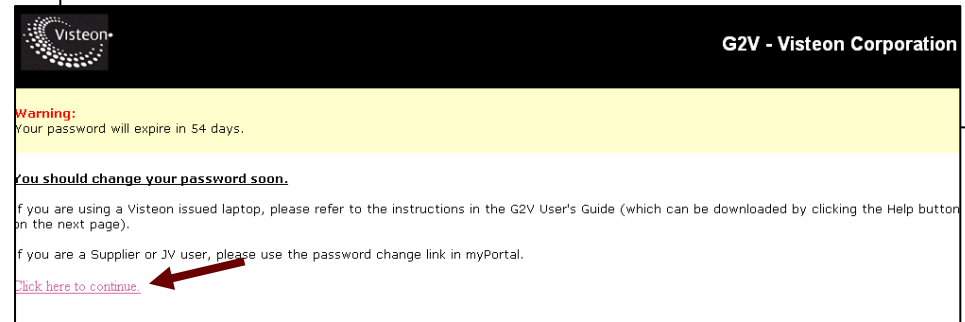 Visteon
G2V - Visteon Corporation
Warning:
Your password will expire in 54 days.
You should change your password soon.
If you are using a Visteon issued laptop, please refer to the instructions in the G2V User's Guide (which can be downloaded by clicking the Help button
on the next page).
If you are a Supplier or JV user, please use the password change link in myPortal.
Click here to continue.